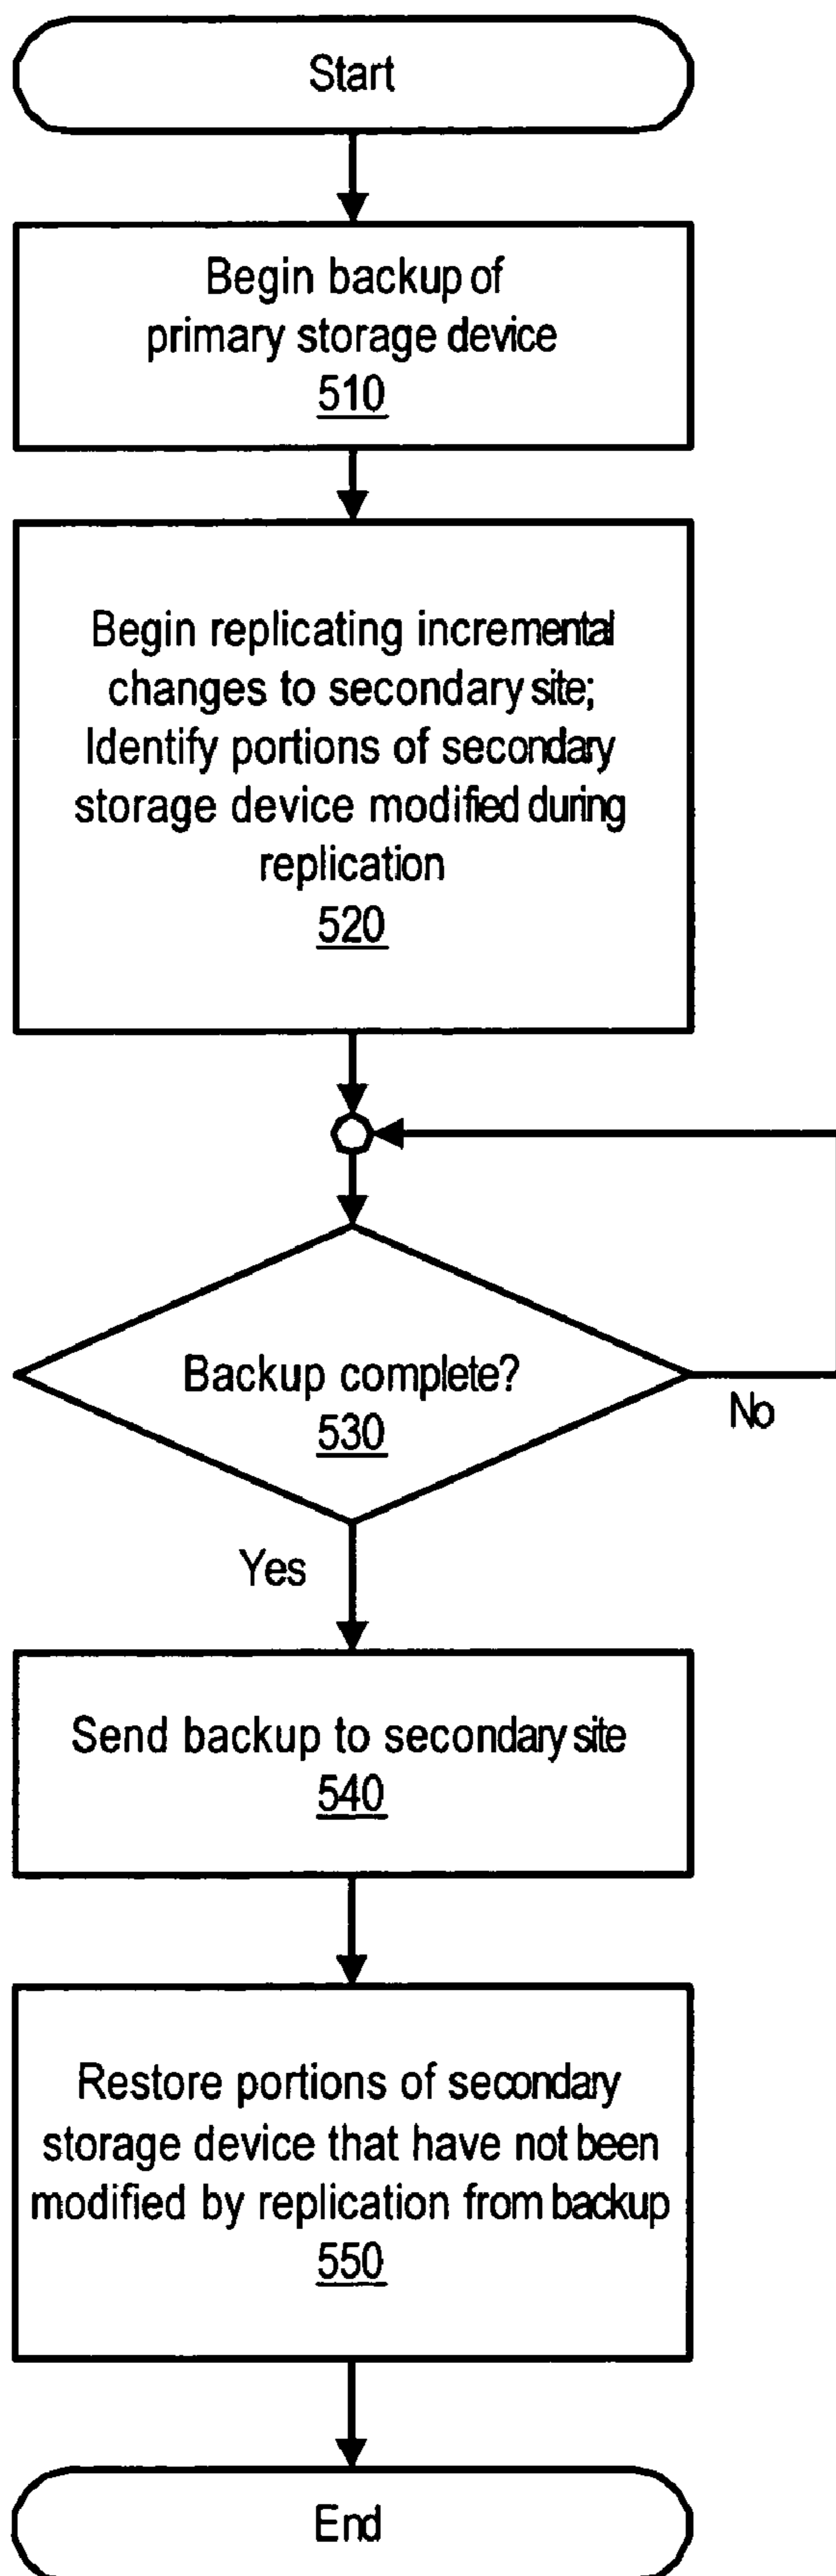 Start
Begin backup of
primary storage device
510
Begin replicating incremental
changes to secondary site;
Identify portions of secondary
storage device modified during
replication
520
Backup complete?
530
No
Yes
Send backup to secondary site
540
Restore portions of secondary
storage device that have not been
modified by replication from backup
550
End